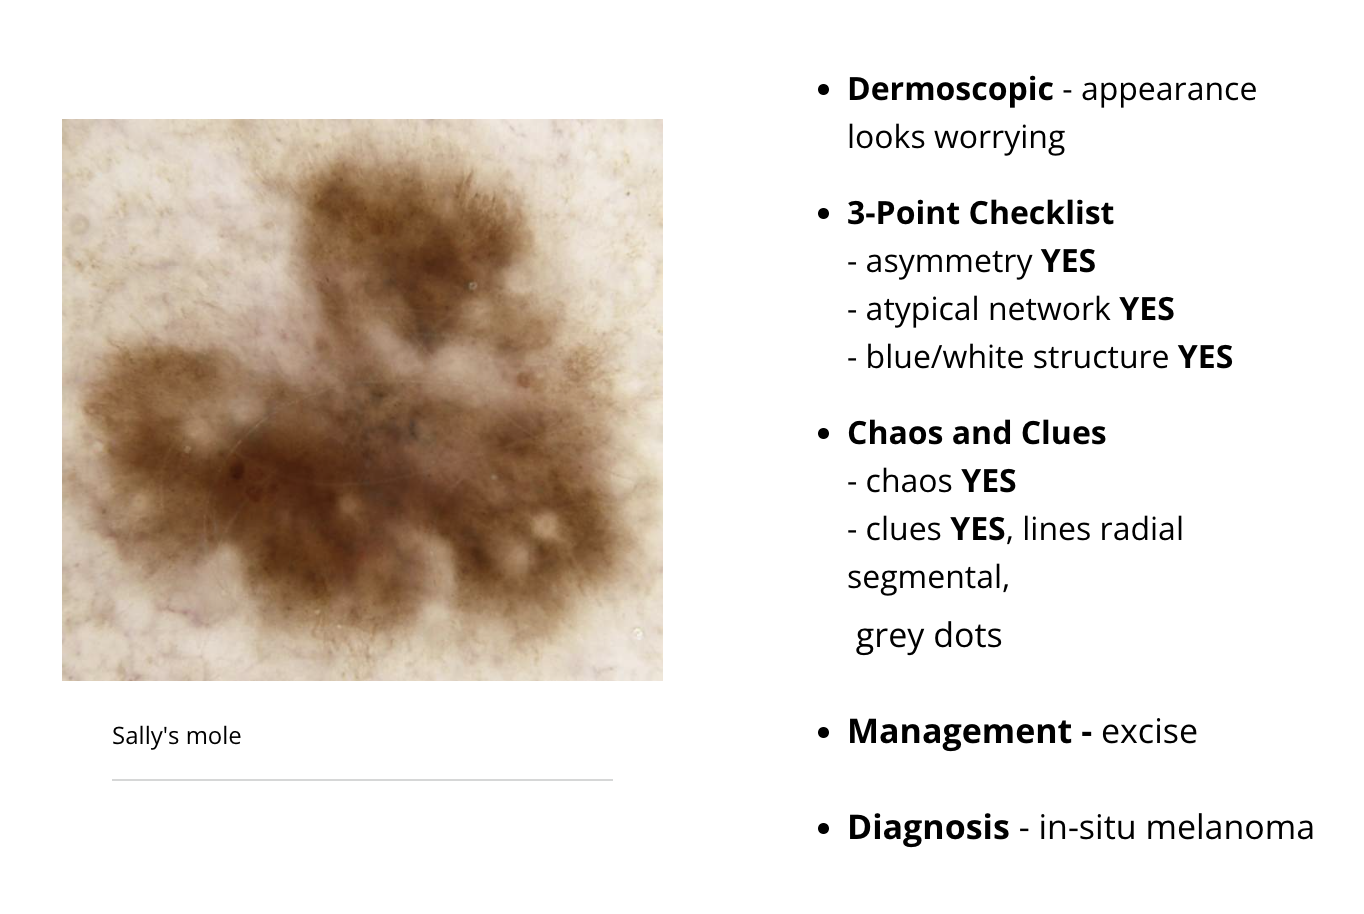 Dermoscopic - appearance
looks worrying
3-Point Checklist
- asymmetry YES
- atypical network YES
- blue/white structure YES
Chaos and Clues
- chaos YES
- clues YES, lines radial
segmental,
grey dots
Management - excise
Diagnosis - in-situ melanoma
Sally's mole